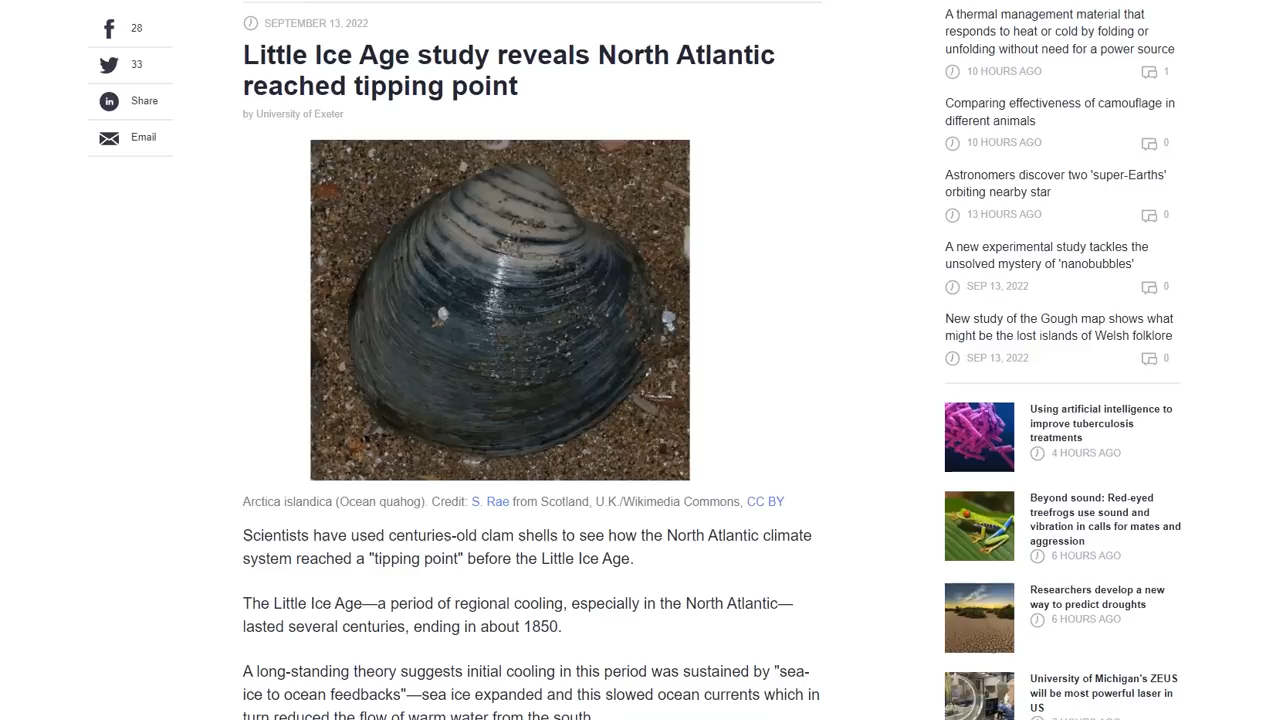 28
33
Share
Email
SEPTEMBER 13, 2022
Little Ice Age study reveals North Atlantic
reached tipping point
by University of Exeter
Arctica islandica (Ocean quahog). Credit: S. Rae from Scotland, U.K./Wikimedia Commons, CC BY
Scientists have used centuries-old clam shells to see how the North Atlantic climate
system reached a "tipping point" before the Little Ice Age.
The Little Ice Age—a period of regional cooling, especially in the North Atlantic—
lasted several centuries, ending in about 1850.
A long-standing theory suggests initial cooling in this period was sustained by "sea-
ice to ocean feedbacks"—sea ice expanded and this slowed ocean currents which in
turn reduced the flow of warm water from the south.
A thermal management material that
responds to heat or cold by folding or
unfolding without need for a power source
10 HOURS AGO 1
Comparing effectiveness of camouflage in
different animals
10 HOURS AGO 0
Astronomers discover two 'super-Earths'
orbiting nearby star
13 HOURS AGO 0
A new experimental study tackles the
unsolved mystery of 'nanobubbles'
SEP 13, 2022 0
New study of the Gough map shows what
might be the lost islands of Welsh folklore
SEP 13, 2022 0
Using artificial intelligence to
improve tuberculosis
treatments
4 HOURS AGO
Beyond sound: Red-eyed
treefrogs use sound and
vibration in calls for mates and
aggression
6 HOURS AGO
Researchers develop a new
way to predict droughts
6 HOURS AGO
University of Michigan's ZEUS
will be most powerful laser in
US
7 HOURS AGO